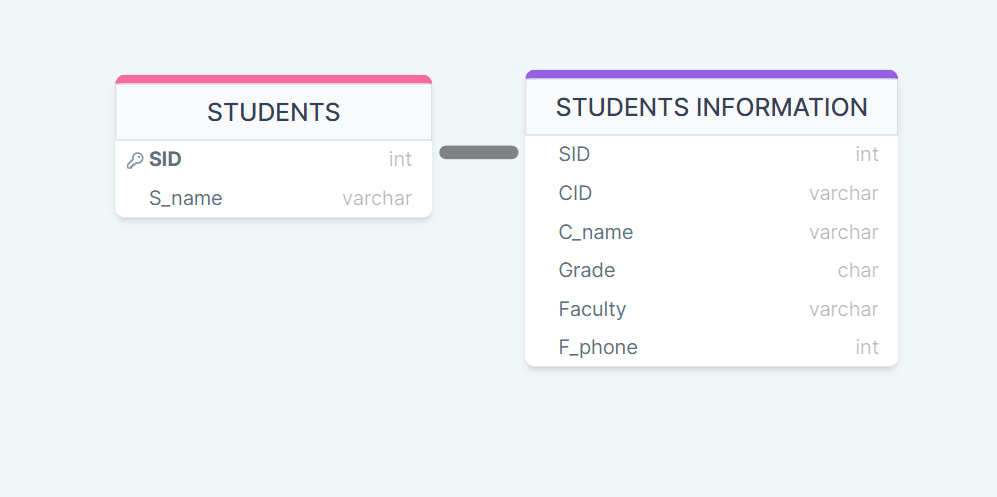 STUDENTS
SID int
S_name varchar
STUDENTS INFORMATION
SID int
CID varchar
C_name varchar
Grade char
Faculty varchar
F_phone int